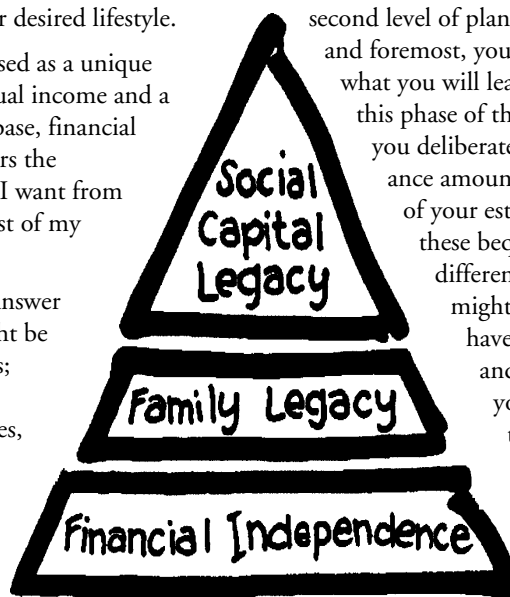 r desired lifestyle.
sed as a unique
ual income and a
base, financial
rs the
I want from
st of my
answer
nt be
s;
es,
Social
Capital
Legacy
Family Legacy
Financial Independence
second level of plan
and foremost, you
what you will lea
this phase of th
you deliberate
ance amoun
of your est
these beq
differen
might
have
and
yo
t